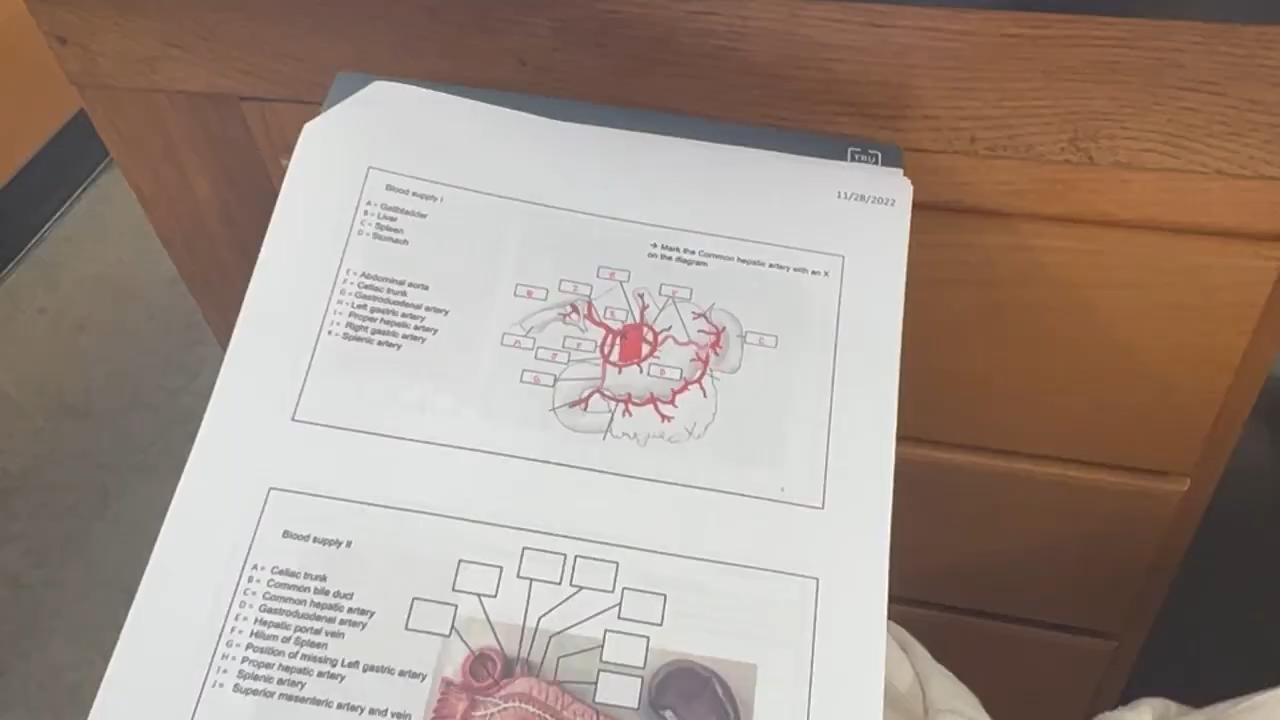 TRU
11/28/2022
Blood supply I
A = Gallbladder
B = Liver
C = Spleen
D = Stomach
→ Mark the Common hepatic artery with an X
on the diagram
E = Abdominal aorta
F = Celiac trunk
G = Gastroduodenal artery
H = Left gastric artery
I = Proper hepatic artery
J = Right gastric artery
K = Splenic artery
C
D
G
Blood supply II
A = Celiac trunk
B = Common bile duct
C = Common hepatic artery
D = Gastroduodenal artery
E = Hepatic portal vein
F = Hilum of Spleen
G = Position of missing Left gastric artery
H = Proper hepatic artery
I = Splenic artery
J = Superior mesenteric artery and vein